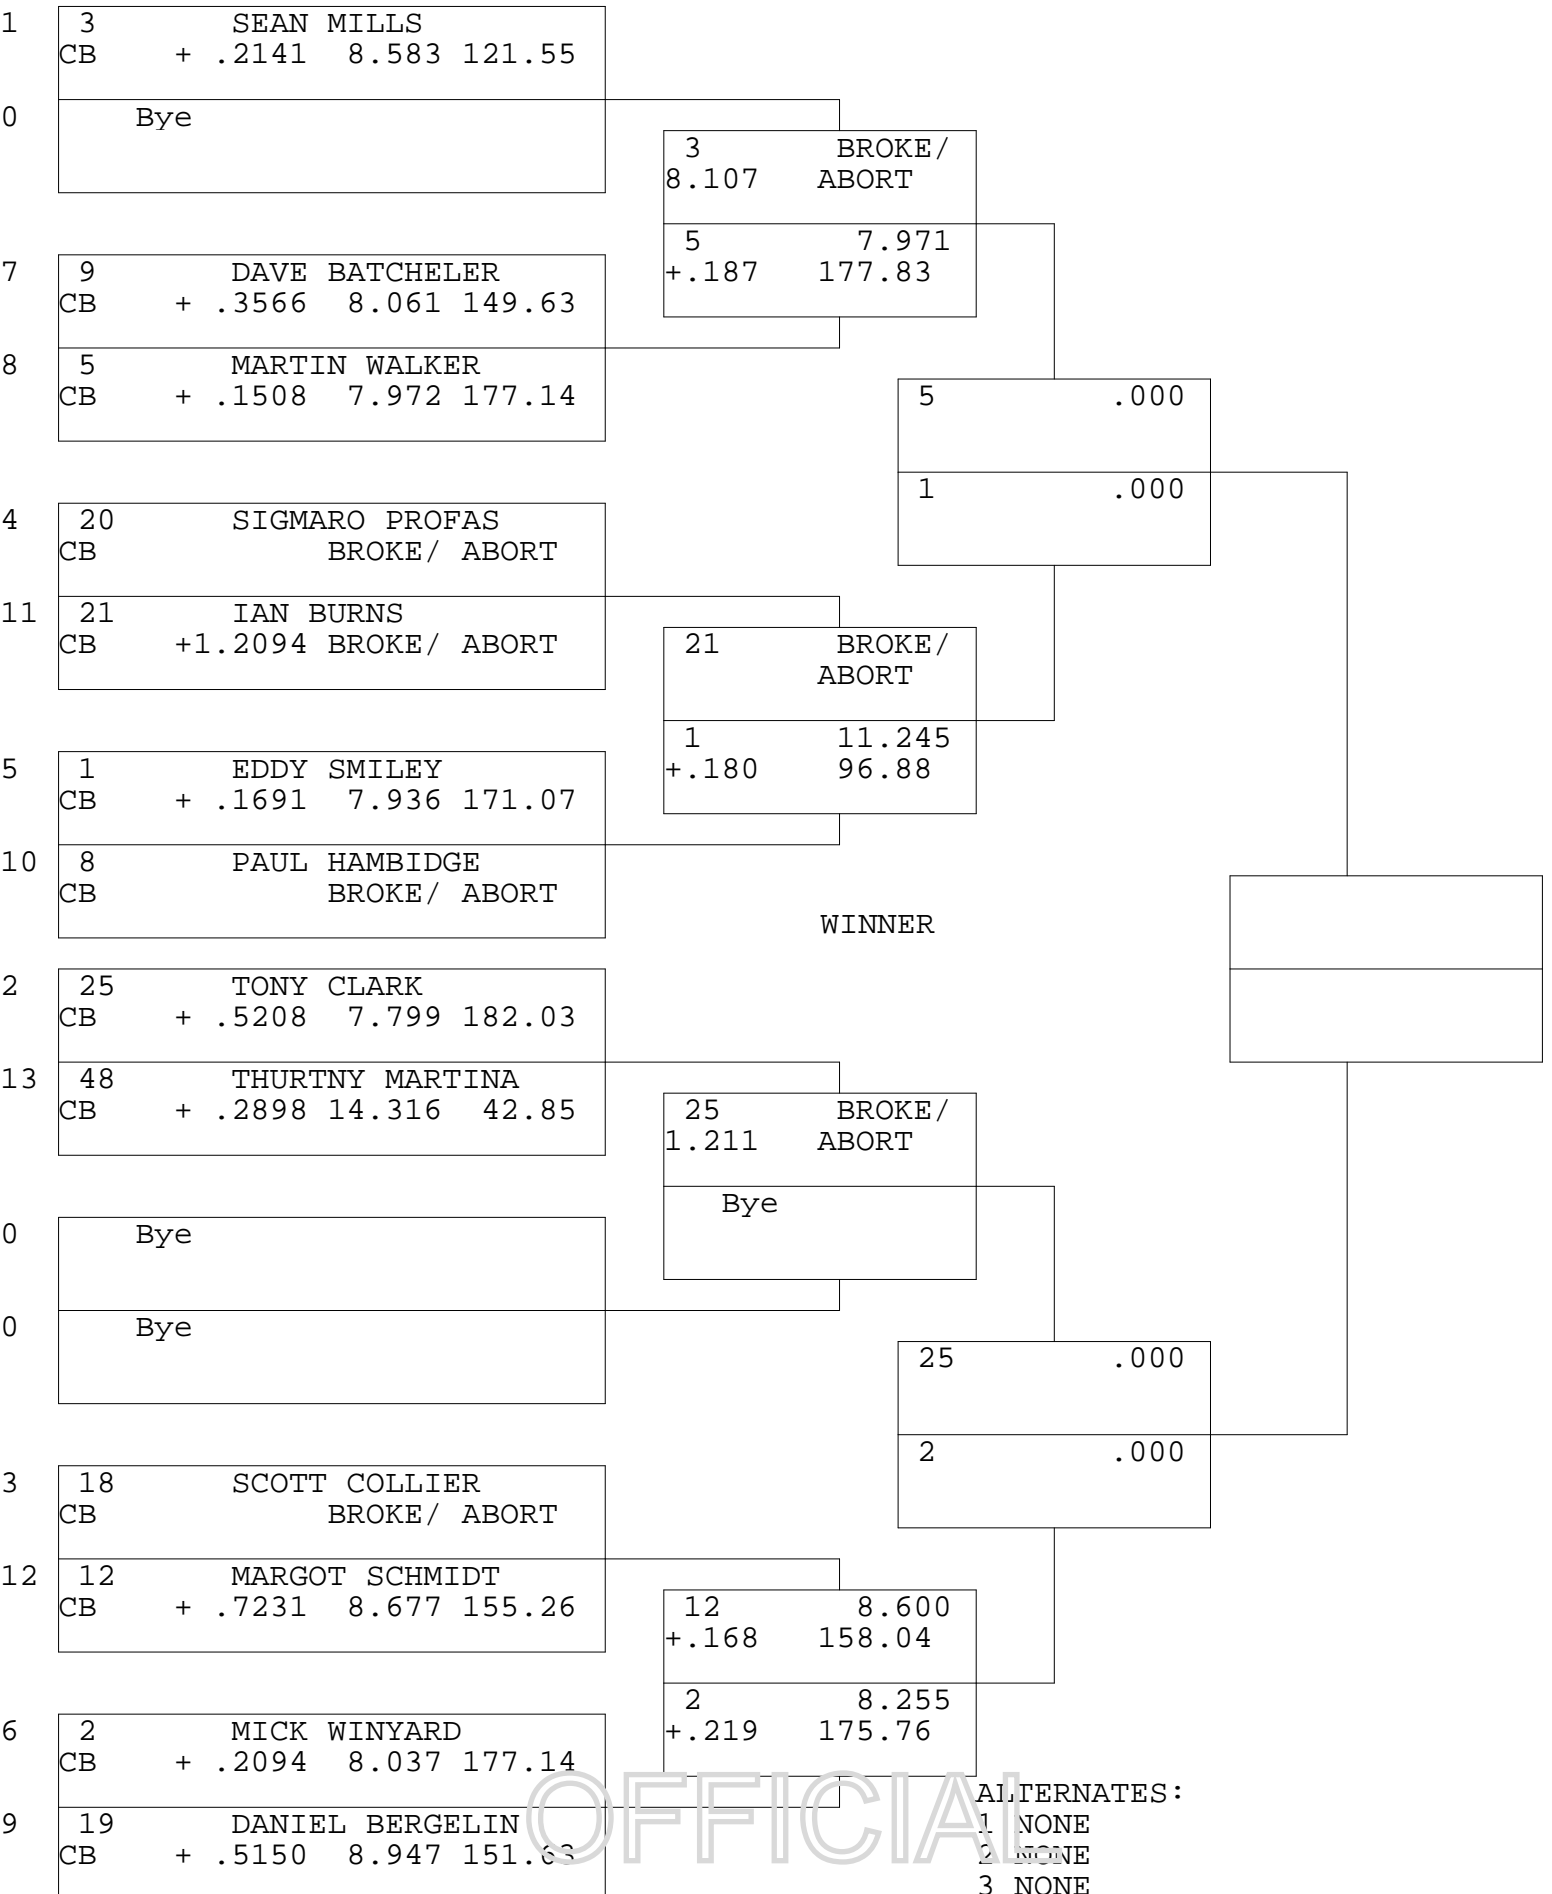 1 3 SEAN MILLS
CB + .2141 8.583 121.55
0 Bye
7 9 DAVE BATCHELER
CB + .3566 8.061 149.63
8 5 MARTIN WALKER
CB + .1508 7.972 177.14
4 20 SIGMARO PROFAS
CB BROKE/ ABORT
11 21 IAN BURNS
CB +1.2094 BROKE/ ABORT
5 1 EDDY SMILEY
CB + .1691 7.936 171.07
10 8 PAUL HAMBIDGE
CB BROKE/ ABORT
2 25 TONY CLARK
CB + .5208 7.799 182.03
13 48 THURTNY MARTINA
CB + .2898 14.316 42.85
0 Bye
0 Bye
3 18 SCOTT COLLIER
CB BROKE/ ABORT
12 12 MARGOT SCHMIDT
CB + .7231 8.677 155.26
6 2 MICK WINYARD
CB + .2094 8.037 177.14
9 19 DANIEL BERGELIN
CB + .5150 8.947 151.63
3 BROKE/
8.107 ABORT
5 7.971
+.187 177.83
21 BROKE/
ABORT
1 11.245
+.180 96.88
WINNER
25 BROKE/
1.211 ABORT
Bye
12 8.600
+.168 158.04
2 8.255
+.219 175.76
5 .000
1 .000
25 .000
2 .000
OFFICIAL
ALTERNATES:
1 NONE
2 NONE
3 NONE